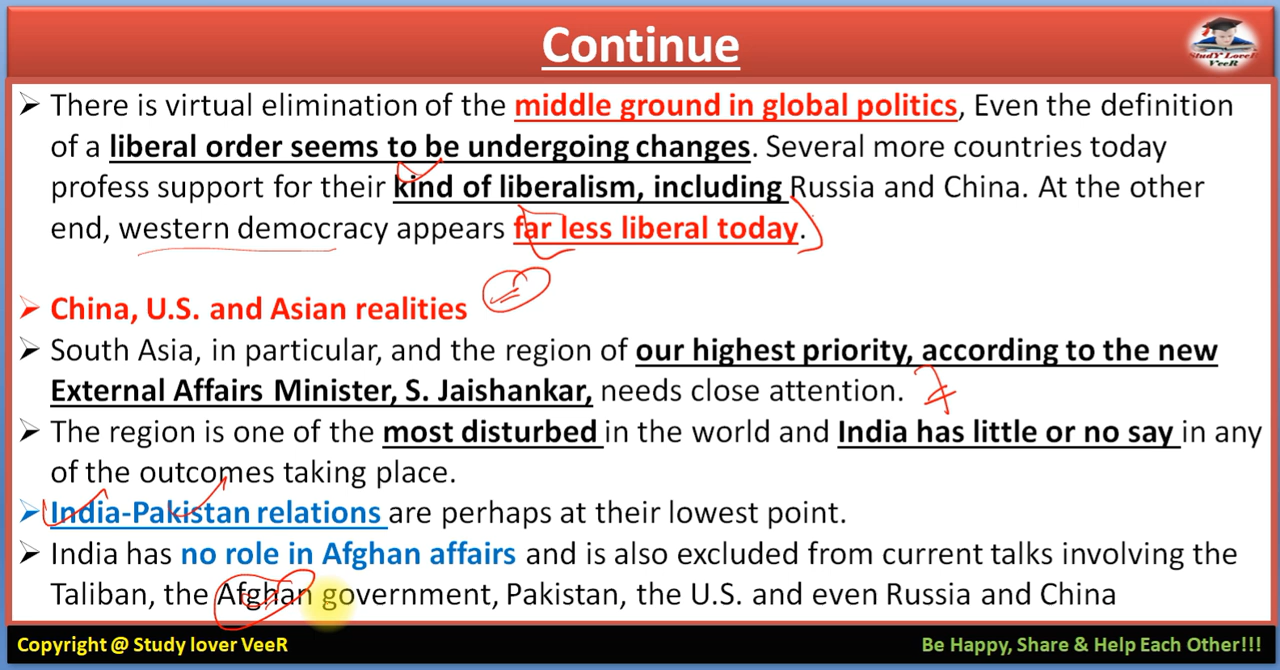 Continue
StudY LoveR
VeeR
➢ There is virtual elimination of the middle ground in global politics, Even the definition
of a liberal order seems to be undergoing changes. Several more countries today
profess support for their kind of liberalism, including Russia and China. At the other
end, western democracy appears far less liberal today.
➢ China, U.S. and Asian realities
➢ South Asia, in particular, and the region of our highest priority, according to the new
External Affairs Minister, S. Jaishankar, needs close attention.
➢ The region is one of the most disturbed in the world and India has little or no say in any
of the outcomes taking place.
➢ India-Pakistan relations are perhaps at their lowest point.
➢ India has no role in Afghan affairs and is also excluded from current talks involving the
Taliban, the Afghan government, Pakistan, the U.S. and even Russia and China
Copyright @ Study lover VeeR
Be Happy, Share & Help Each Other!!!